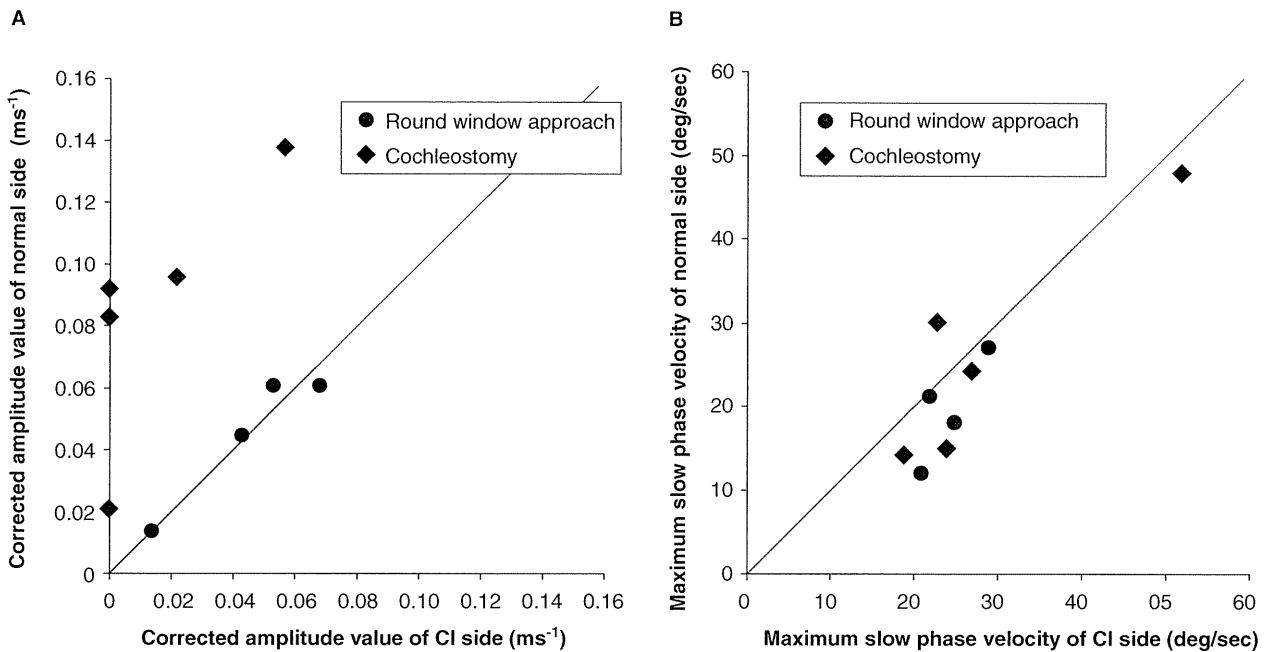 A
B
Corrected amplitude value of normal side (ms-1)
0.16
0.14
0.12
0.10
0.08
0.06
0.04
0.02
0
Round window approach
Cochleostomy
0 0.02 0.04 0.06 0.08 0.10 0.12 0.14 0.16
Corrected amplitude value of CI side (ms-1)
Maximum slow phase velocity of normal side (deg/sec)
60
50
40
30
20
10
0
Round window approach
Cochleostomy
0 10 20 30 40 05 60
Maximum slow phase velocity of CI side (deg/sec)